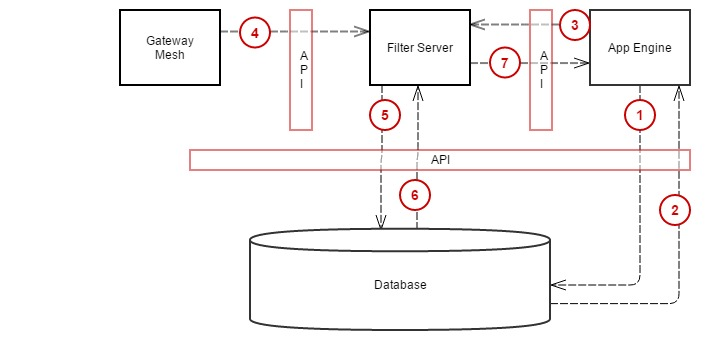 Gateway
Mesh
4
A
P
I
Filter Server
3
7
A
P
I
App Engine
5
1
API
6
2
Database